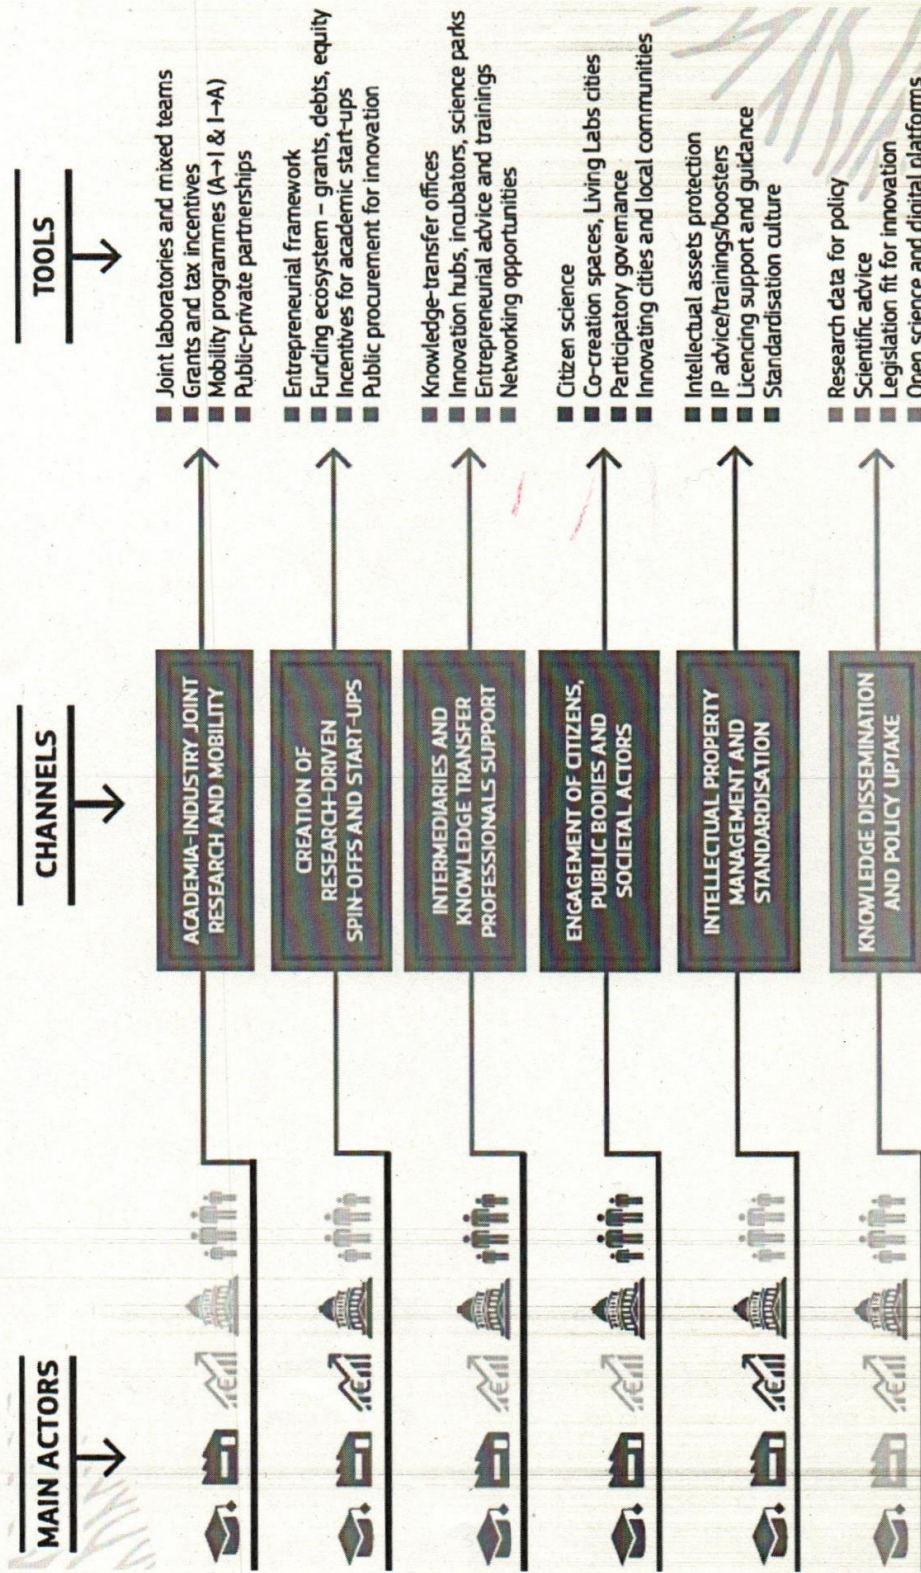 MAIN ACTORS
CHANNELS
TOOLS
ACADEMIA-INDUSTRY JOINT
RESEARCH AND MOBILITY
Joint laboratories and mixed teams
Grants and tax incentives
Mobility programmes (A→I & I→A)
Public-private partnerships
CREATION OF
RESEARCH-DRIVEN
SPIN-OFFS AND START-UPS
Entrepreneurial framework
Funding ecosystem – grants, debts, equity
Incentives for academic start-ups
Public procurement for innovation
INTERMEDIARIES AND
KNOWLEDGE TRANSFER
PROFESSIONALS SUPPORT
Knowledge-transfer offices
Innovation hubs, incubators, science parks
Entrepreneurial advice and trainings
Networking opportunities
ENGAGEMENT OF CITIZENS,
PUBLIC BODIES AND
SOCIETAL ACTORS
Citizen science
Co-creation spaces, Living Labs cities
Participatory governance
Innovating cities and local communities
INTELLECTUAL PROPERTY
MANAGEMENT AND
STANDARDISATION
Intellectual assets protection
IP advice/trainings/boosters
Licencing support and guidance
Standardisation culture
KNOWLEDGE DISSEMINATION
AND POLICY UPTAKE
Research data for policy
Scientific advice
Legislation fit for innovation
Open science and digital platforms